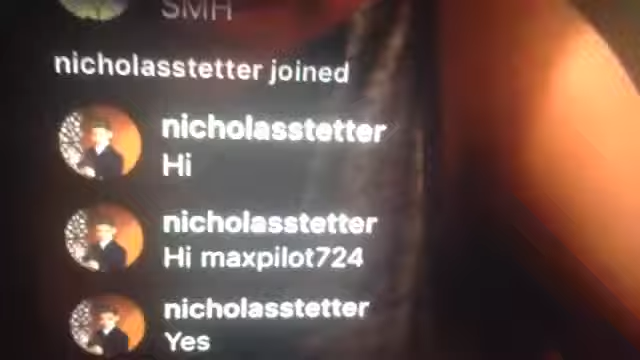 SMH
nicholasstetter joined
nicholasstetter
Hi
nicholasstetter
Hi maxpilot724
nicholasstetter
Yes